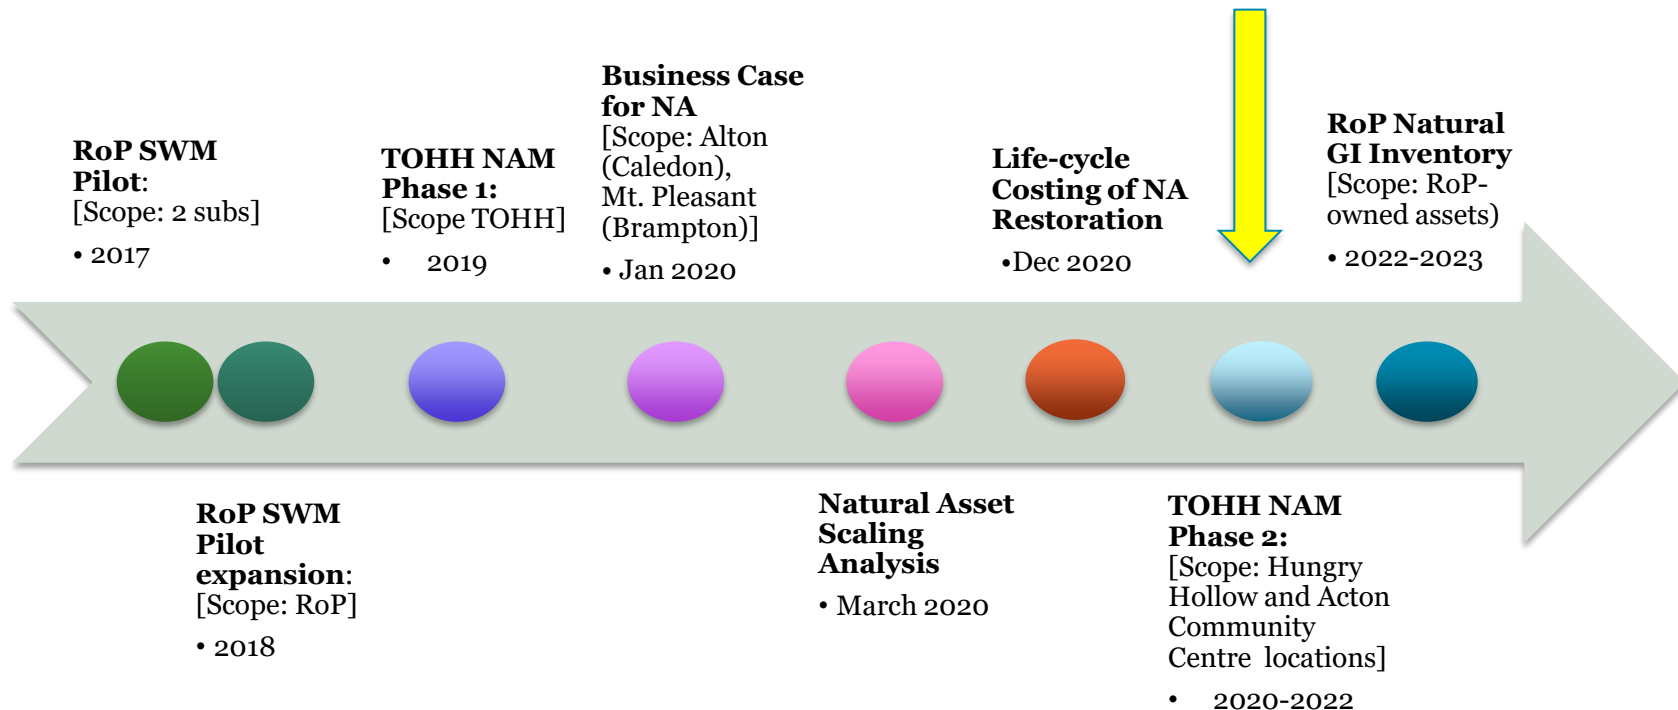 RoP SWM
Pilot:
[Scope: 2 subs]
• 2017
TOHH NAM
Phase 1:
[Scope TOHH]
• 2019
Business Case
for NA
[Scope: Alton
(Caledon),
Mt. Pleasant
(Brampton)]
• Jan 2020
Life-cycle
Costing of NA
Restoration
•Dec 2020
RoP Natural
GI Inventory
[Scope: RoP-
owned assets)
• 2022-2023
RoP SWM
Pilot
expansion:
[Scope: RoP]
• 2018
Natural Asset
Scaling
Analysis
• March 2020
TOHH NAM
Phase 2:
[Scope: Hungry
Hollow and Acton
Community
Centre locations]
• 2020-2022